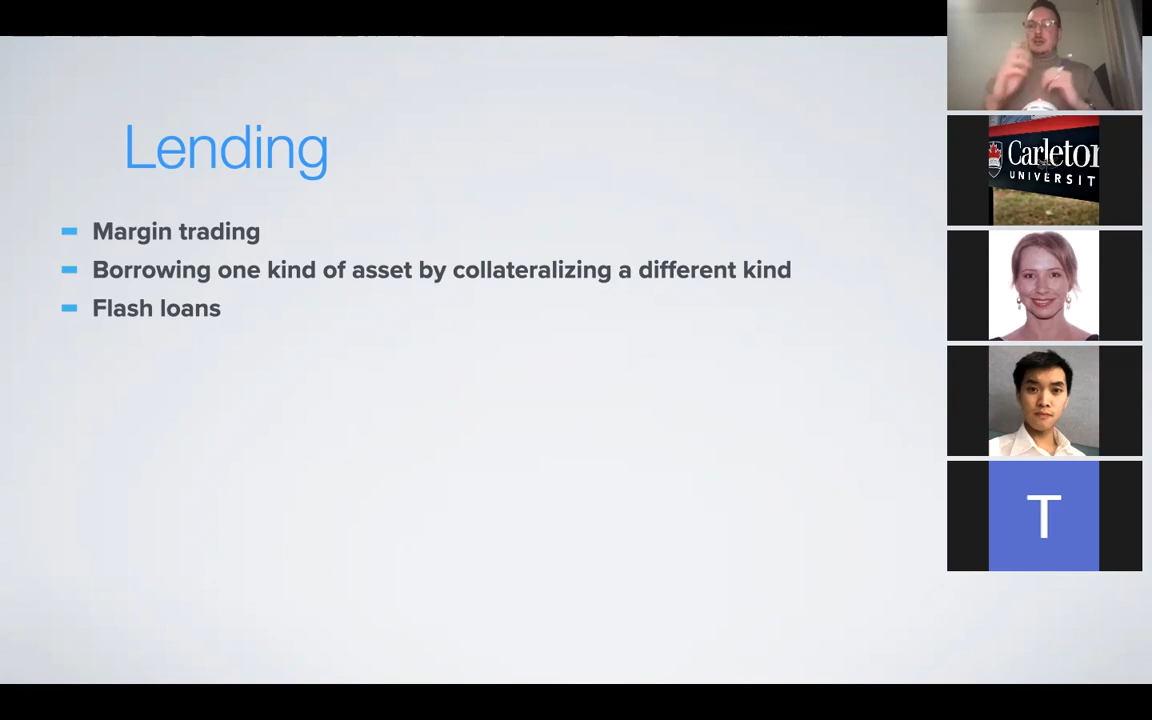 Lending
Margin trading
Borrowing one kind of asset by collateralizing a different kind
Flash loans
Carleton
UNIVERSIT
T